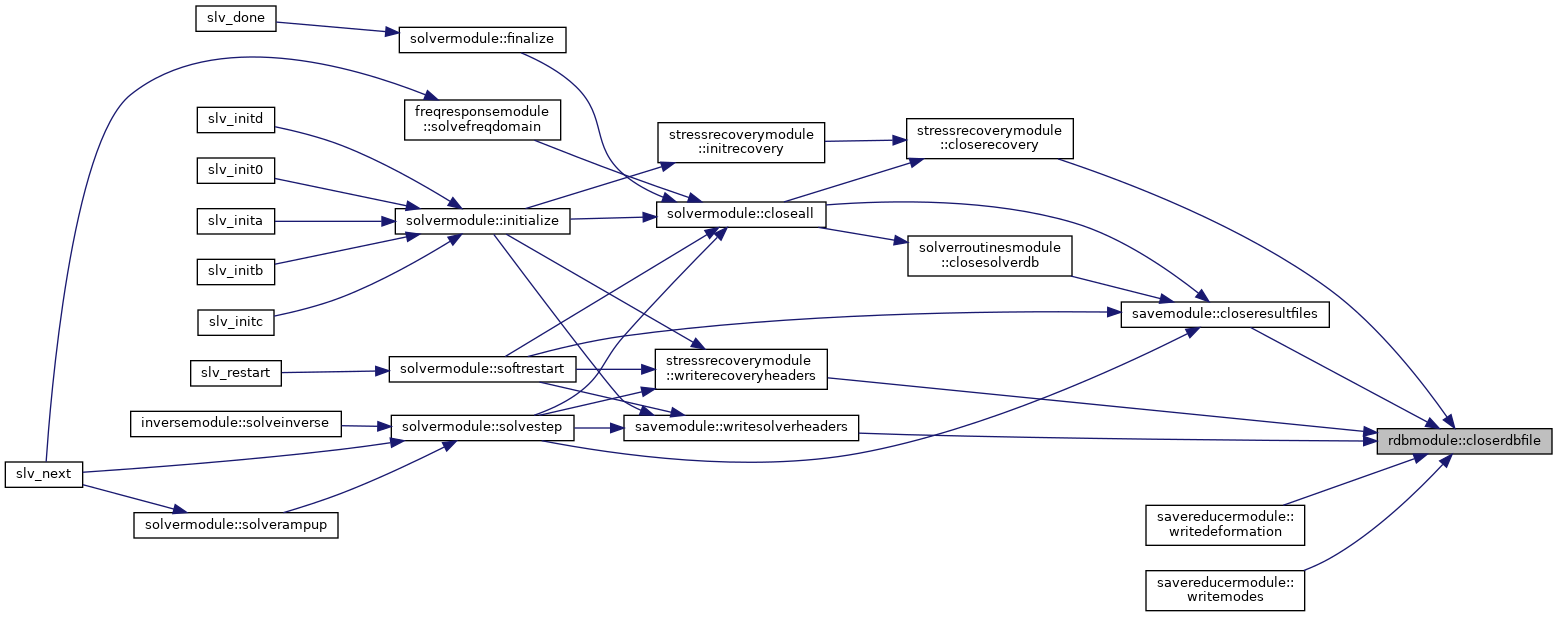 slv_done
solvermodule::finalize
freqresponsemodule
::solvefreqdomain
slv_initd
stressrecoverymodule
::initrecovery
stressrecoverymodule
::closerecovery
slv_init0
slv_inita
solvermodule::initialize
solvermodule::closeall
solverroutinesmodule
::closesolverdb
slv_initb
slv_initc
savemodule::closeresultfiles
slv_restart
solvermodule::softrestart
stressrecoverymodule
::writerecoveryheaders
inversemodule::solveinverse
solvermodule::solvestep
savemodule::writesolverheaders
rdbmodule::closerdbfile
slv_next
solvermodule::solverampup
savereducermodule::
writedeformation
savereducermodule::
writemodes